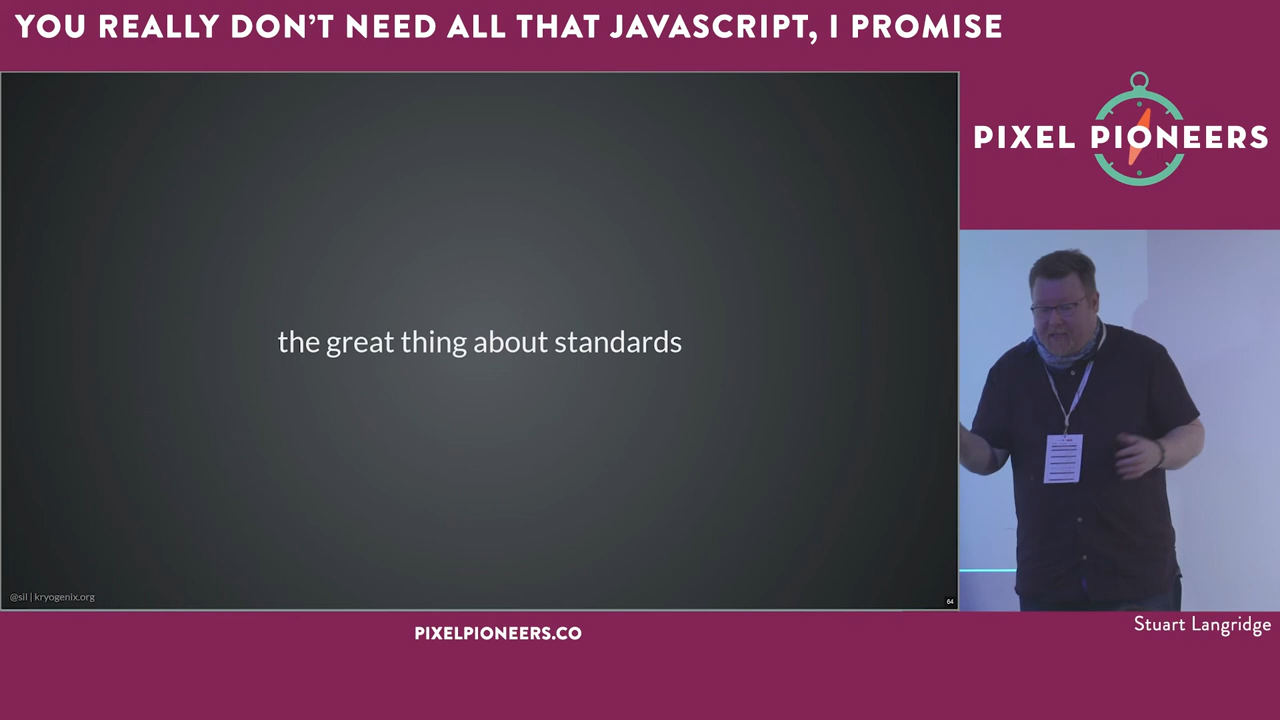 YOU REALLY DON'T NEED ALL THAT JAVASCRIPT, I PROMISE
PIXEL PIONEERS
the great thing about standards
@sil | kryogenix.org
64
Stuart Langridge
PIXELPIONEERS.CO